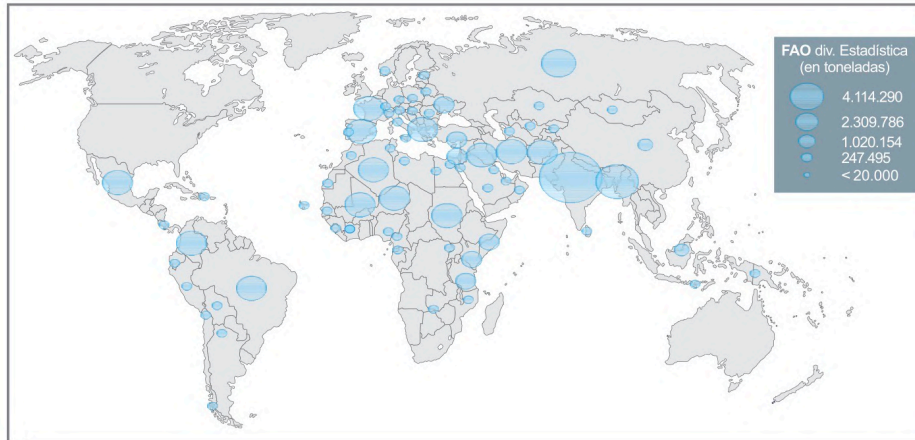 FAO div. Estadística
(en toneladas)
4.114.290
2.309.786
1.020.154
247.495
< 20.000